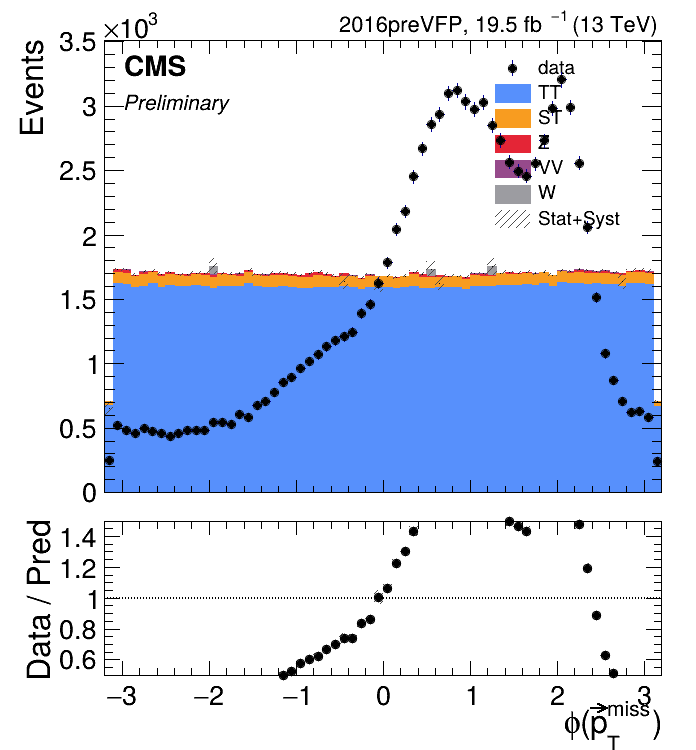 ×10³
2016preVFP, 19.5 fb⁻¹ (13 TeV)
Events
3.5
3
2.5
2
1.5
1
0.5
0
CMS
Preliminary
data
TT
ST
Z
VV
W
Stat+Syst
Data / Pred
1.4
1.2
1
0.8
0.6
−3 −2 −1 0 1 2 3
ϕ(p⃗_T^miss)